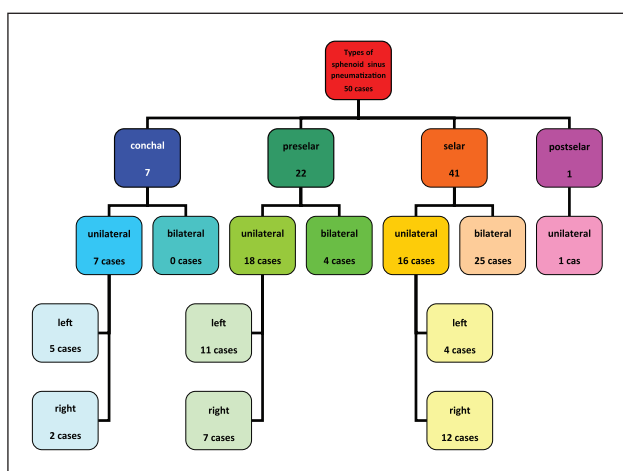 Types of
sphenoid sinus
pneumatization
50 cases
conchal
7
preselar
22
selar
41
postselar
1
unilateral
7 cases
bilateral
0 cases
unilateral
18 cases
bilateral
4 cases
unilateral
16 cases
bilateral
25 cases
unilateral
1 cas
left
5 cases
left
11 cases
left
4 cases
right
2 cases
right
7 cases
right
12 cases